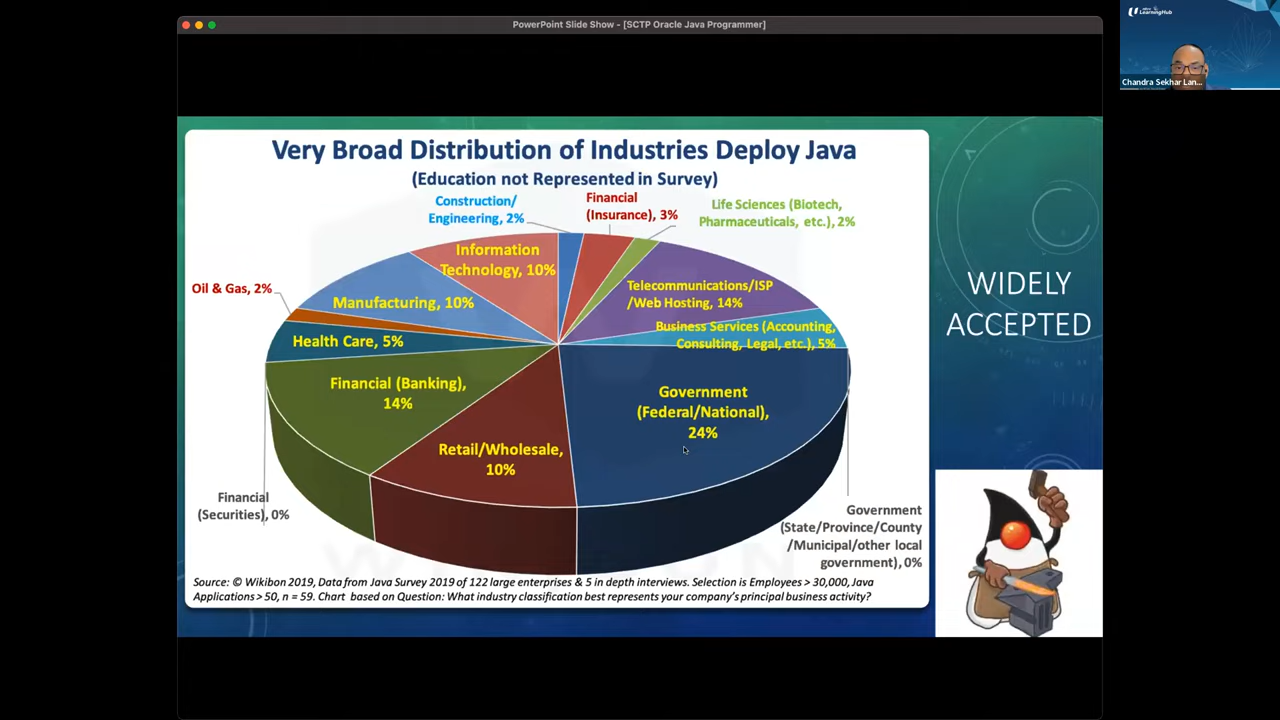 PowerPoint Slide Show - [SCTP Oracle Java Programmer]
LearningHub
Chandra Sekhar Lan...
Very Broad Distribution of Industries Deploy Java
(Education not Represented in Survey)
Construction/
Engineering, 2%
Financial
(Insurance), 3%
Life Sciences (Biotech,
Pharmaceuticals, etc.), 2%
Information
Technology, 10%
Telecommunications/ISP
/Web Hosting, 14%
Oil & Gas, 2%
Manufacturing, 10%
Business Services (Accounting,
Consulting, Legal, etc.), 5%
Health Care, 5%
Financial (Banking),
14%
Government
(Federal/National),
24%
Retail/Wholesale,
10%
Financial
(Securities), 0%
Government
(State/Province/County
/Municipal/other local
government), 0%
Source: © Wikibon 2019, Data from Java Survey 2019 of 122 large enterprises & 5 in depth interviews. Selection is Employees > 30,000, Java
Applications > 50, n = 59. Chart based on Question: What industry classification best represents your company's principal business activity?
WIDELY
ACCEPTED